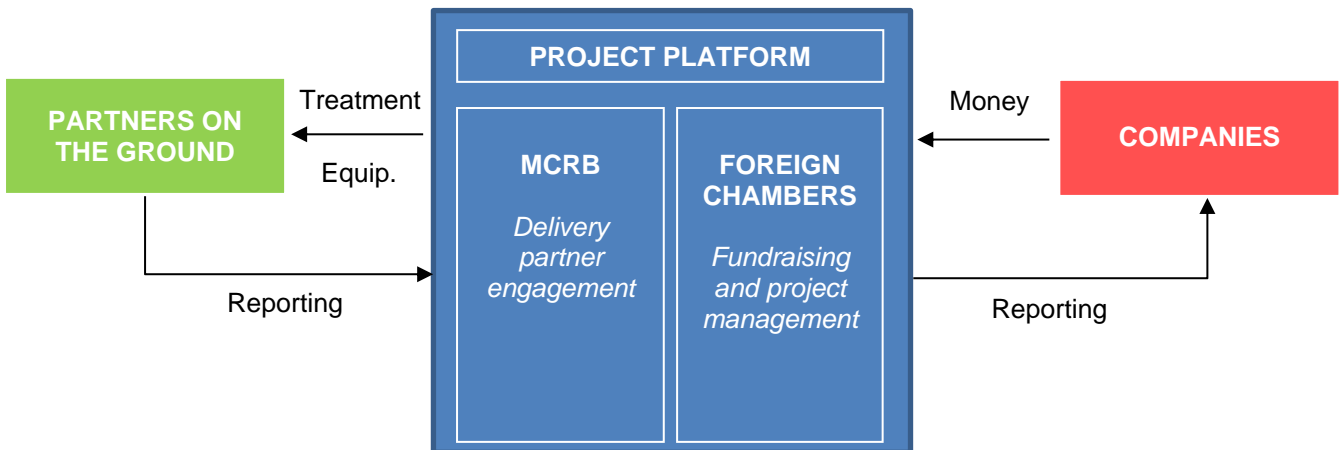 PROJECT PLATFORM
PARTNERS ON
THE GROUND
Treatment
Equip.
Reporting
MCRB
Delivery
partner
engagement
FOREIGN
CHAMBERS
Fundraising
and project
management
Money
COMPANIES
Reporting